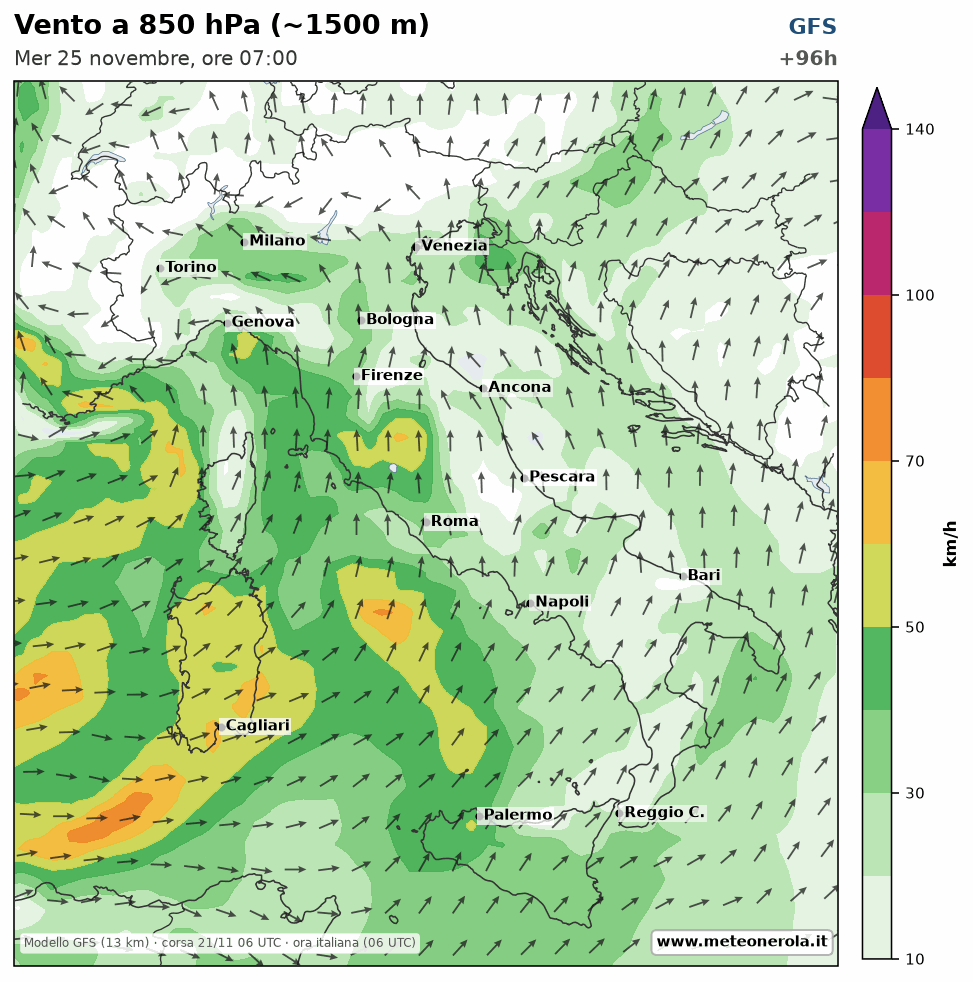 Vento a 850 hPa (~1500 m)
GFS
Mer 25 novembre, ore 07:00
+96h
Milano
Venezia
Torino
Genova
Bologna
Firenze
Ancona
Pescara
Roma
Bari
Napoli
Cagliari
Palermo
Reggio C.
140
100
70
50
30
10
km/h
Modello GFS (13 km) · corsa 21/11 06 UTC · ora italiana (06 UTC)
www.meteonerola.it